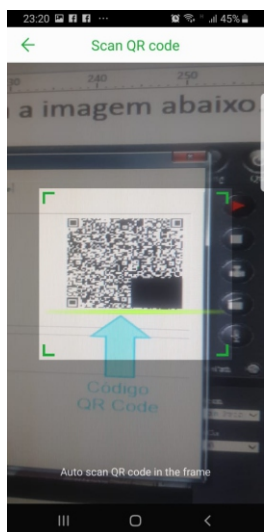 23:20 45%
Scan QR code
240 250
a imagem abaixo
Código
QR Code
Auto scan QR code in the frame